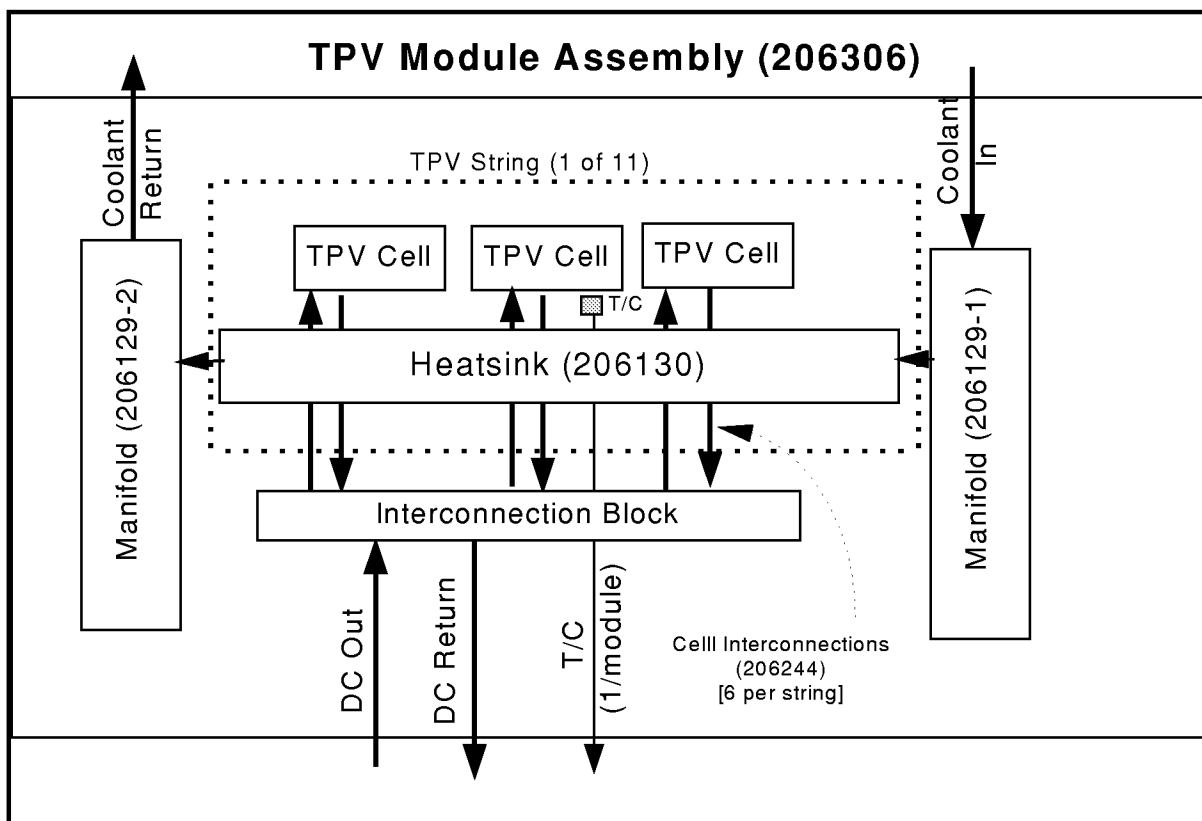 TPV Module Assembly (206306)
Coolant
Return
Coolant
In
TPV String (1 of 11)
TPV Cell
TPV Cell
TPV Cell
T/C
Heatsink (206130)
Manifold (206129-2)
Manifold (206129-1)
Interconnection Block
DC Out
DC Return
T/C
(1/module)
Celll Interconnections
(206244)
[6 per string]